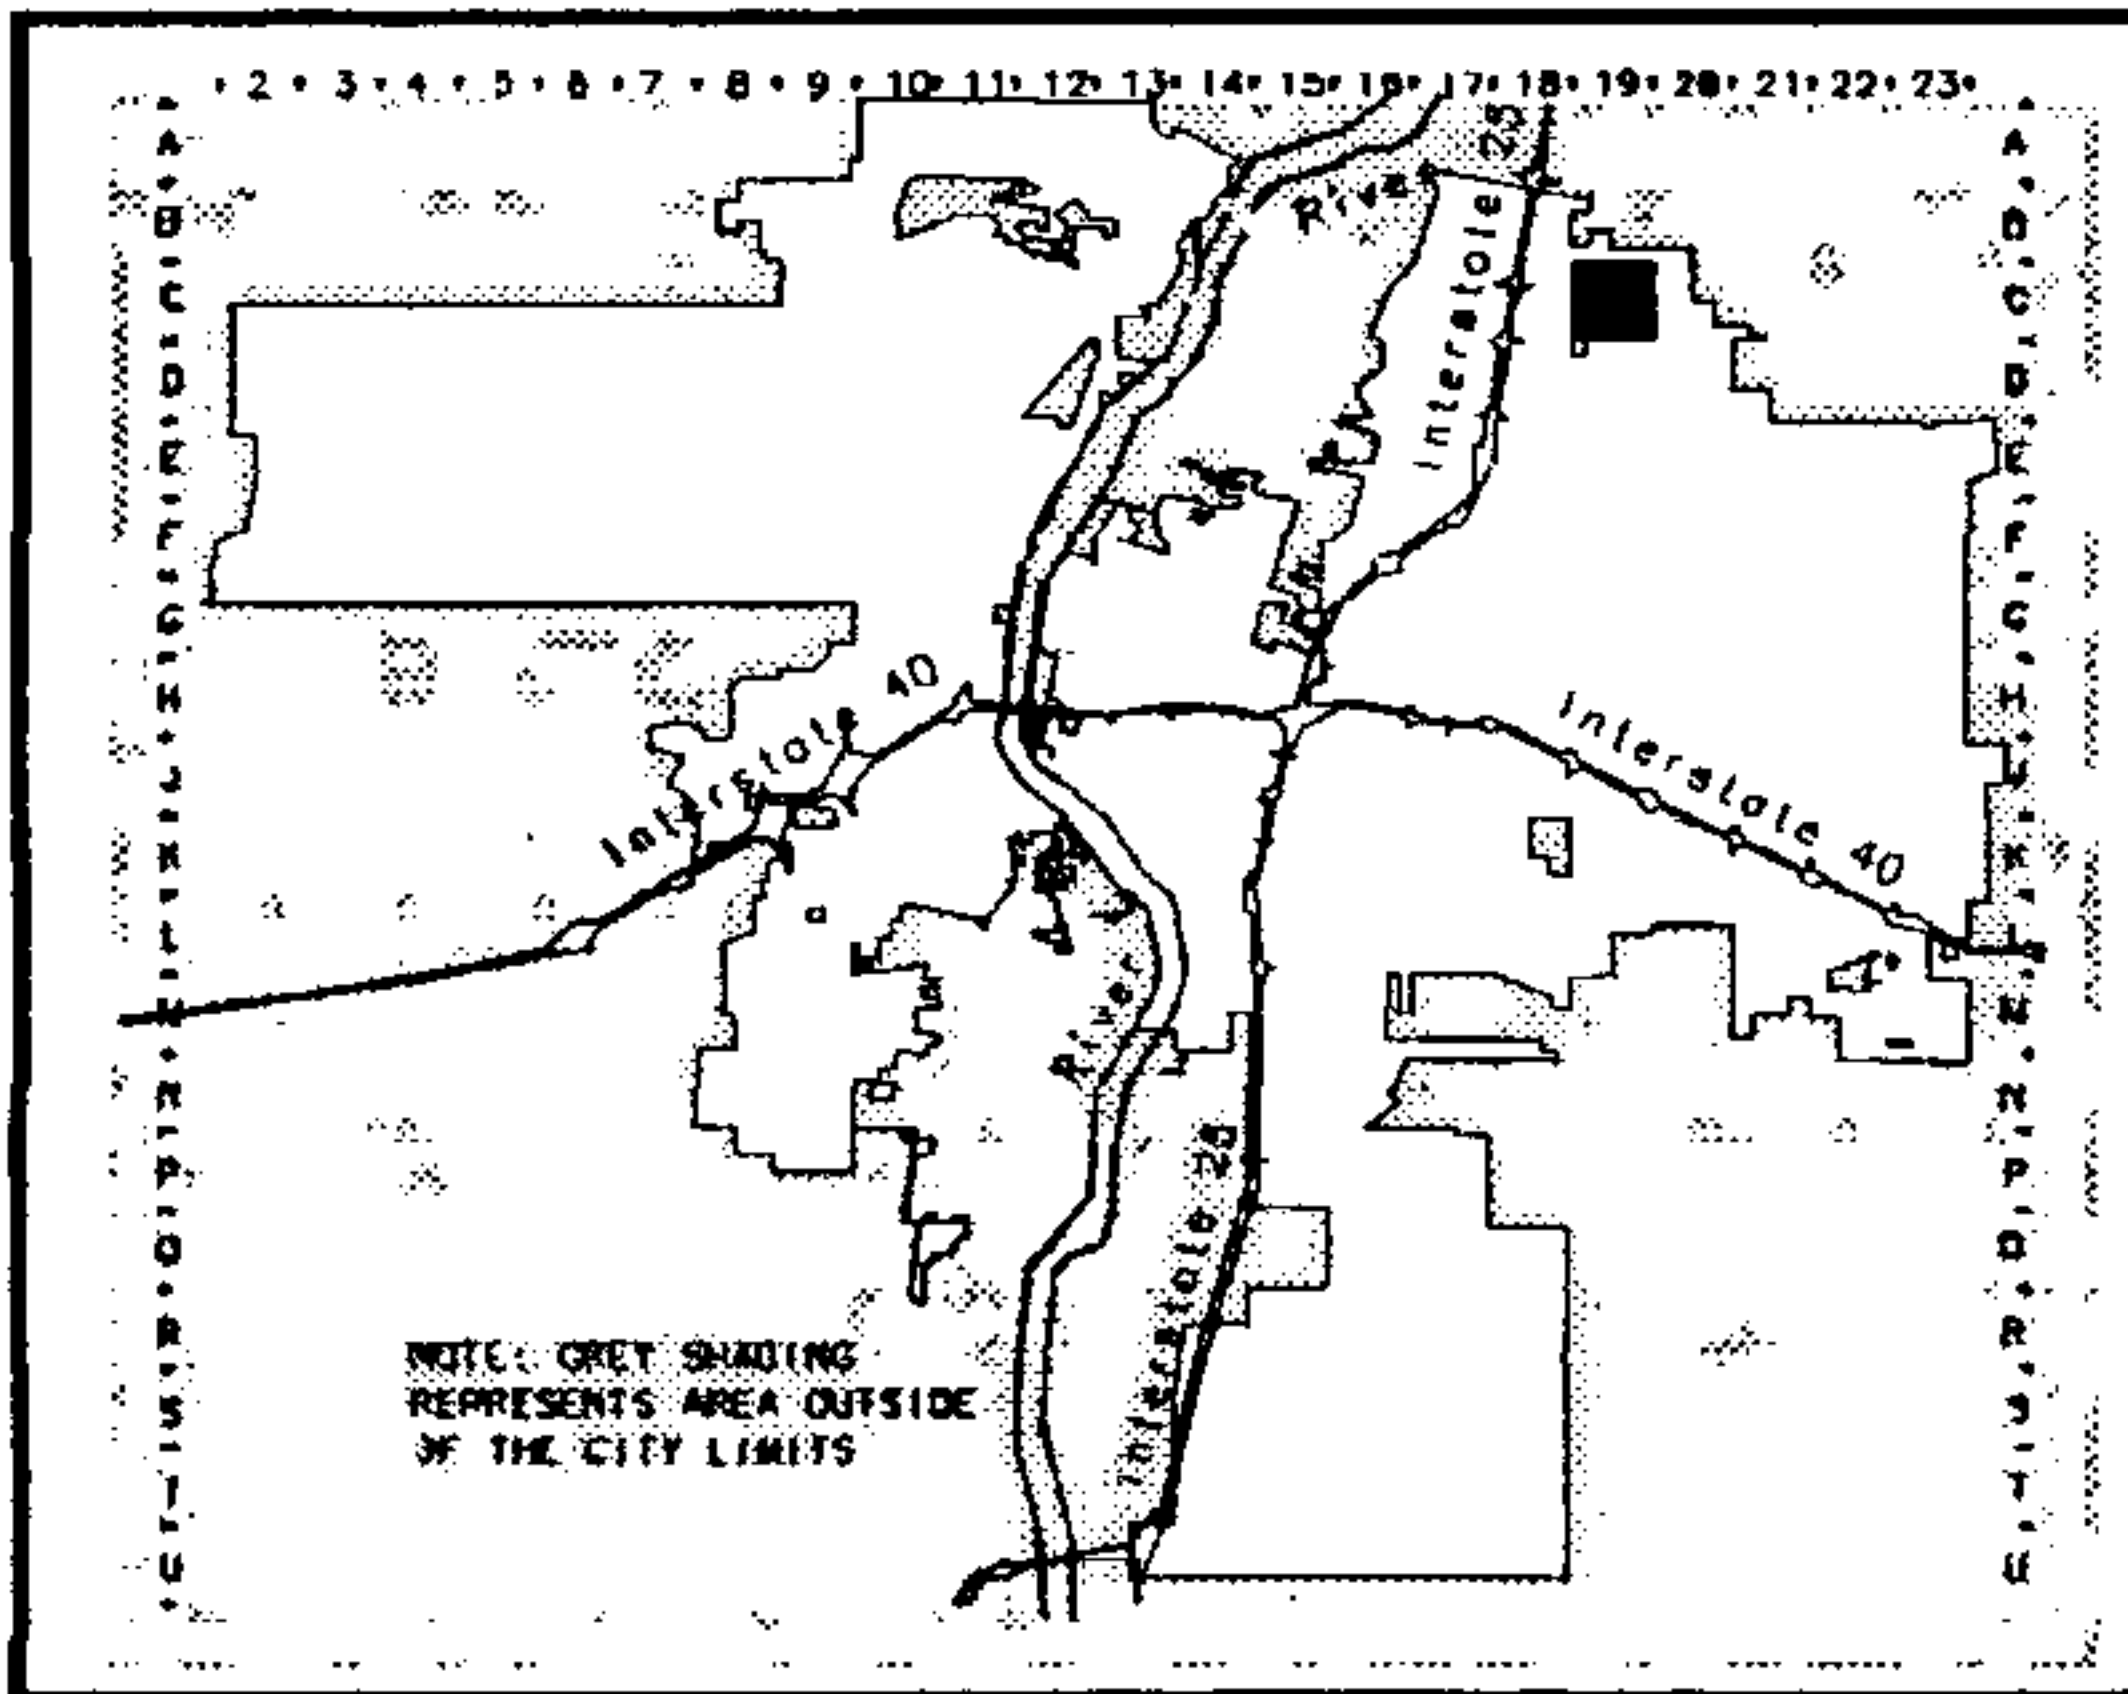 2 3 4 5 6 7 8 9 10 11 12 13 14 15 16 17 18 19 20 21 22 23
A A
B B
C C
D D
E E
F F
G G
H H
J J
K K
L L
M M
N N
P P
Q Q
R R
S S
T T
U U
Interstate 25
Interstate 40
Interstate 40
River
Interstate 25
NOTE: GREY SHADING
REPRESENTS AREA OUTSIDE
OF THE CITY LIMITS